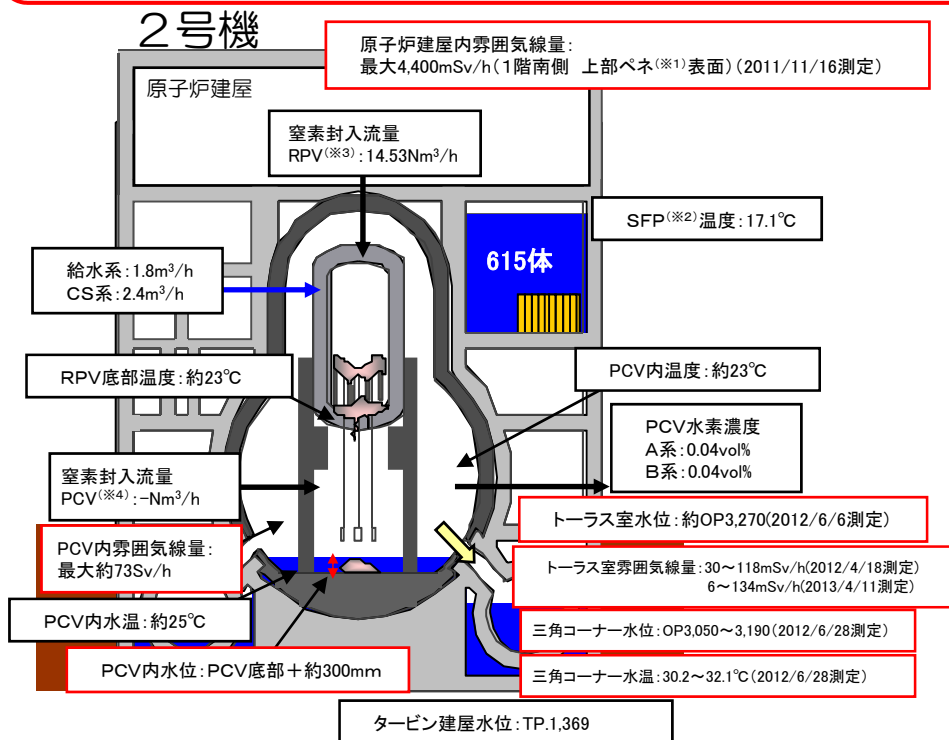 2号機
原子炉建屋内雰囲気線量:
最大4,400mSv/h(1階南側 上部ペネ(※1)表面)(2011/11/16測定)
原子炉建屋
窒素封入流量
RPV(※3):14.53Nm³/h
SFP(※2)温度:17.1℃
615体
給水系:1.8m³/h
CS系:2.4m³/h
RPV底部温度:約23℃
PCV内温度:約23℃
PCV水素濃度
A系:0.04vol%
B系:0.04vol%
窒素封入流量
PCV(※4):-Nm³/h
トーラス室水位:約OP3,270(2012/6/6測定)
PCV内雰囲気線量:
最大約73Sv/h
トーラス室雰囲気線量:30~118mSv/h(2012/4/18測定)
6~134mSv/h(2013/4/11測定)
PCV内水温:約25℃
三角コーナー水位:OP3,050~3,190(2012/6/28測定)
PCV内水位:PCV底部+約300mm
三角コーナー水温:30.2~32.1℃(2012/6/28測定)
タービン建屋水位:TP.1,369